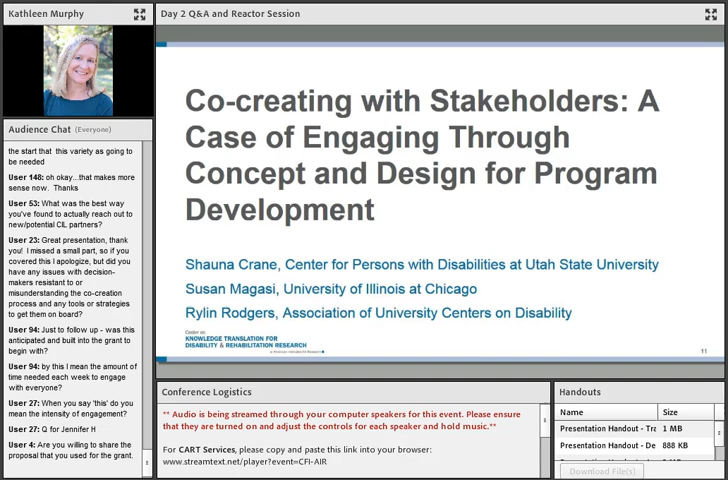 Kathleen Murphy
Day 2 Q&A and Reactor Session
Audience Chat (Everyone)
the start that this variety as going to
be needed
User 148: oh okay...that makes more
sense now. Thanks
User 53: What was the best way
you've found to actually reach out to
new/potential CIL partners?
User 23: Great presentation, thank
you! I missed a small part, so if you
covered this I apologize, but did you
have any issues with decision-
makers resistant to or
misunderstanding the co-creation
process and any tools or strategies
to get them on board?
User 94: Just to follow up - was this
anticipated and built into the grant to
begin with?
User 94: by this I mean the amount of
time needed each week to engage
with everyone?
User 27: When you say 'this' do you
mean the intensity of engagement?
User 27: Q for Jennifer H
User 4: Are you willing to share the
proposal that you used for the grant.
Co-creating with Stakeholders: A
Case of Engaging Through
Concept and Design for Program
Development
Shauna Crane, Center for Persons with Disabilities at Utah State University
Susan Magasi, University of Illinois at Chicago
Rylin Rodgers, Association of University Centers on Disability
Center on
KNOWLEDGE TRANSLATION FOR
DISABILITY & REHABILITATION RESEARCH
11
Conference Logistics
** Audio is being streamed through your computer speakers for this event. Please ensure
that they are turned on and adjust the controls for each speaker and hold music.**
For CART Services, please copy and paste this link into your browser:
www.streamtext.net/player?event=CFI-AIR
Handouts
Name Size
Presentation Handout - Tra 1 MB
Presentation Handout - De 888 KB
Download File(s)